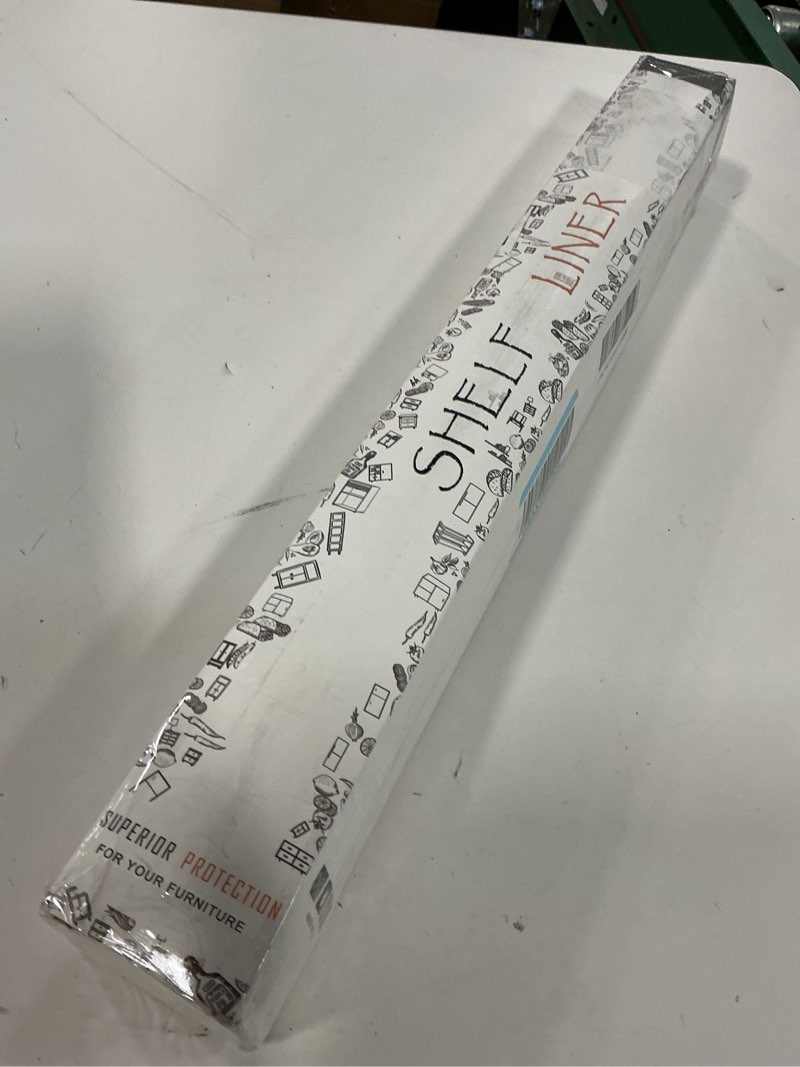 SHELF LINER
SUPERIOR PROTECTION
FOR YOUR FURNITURE